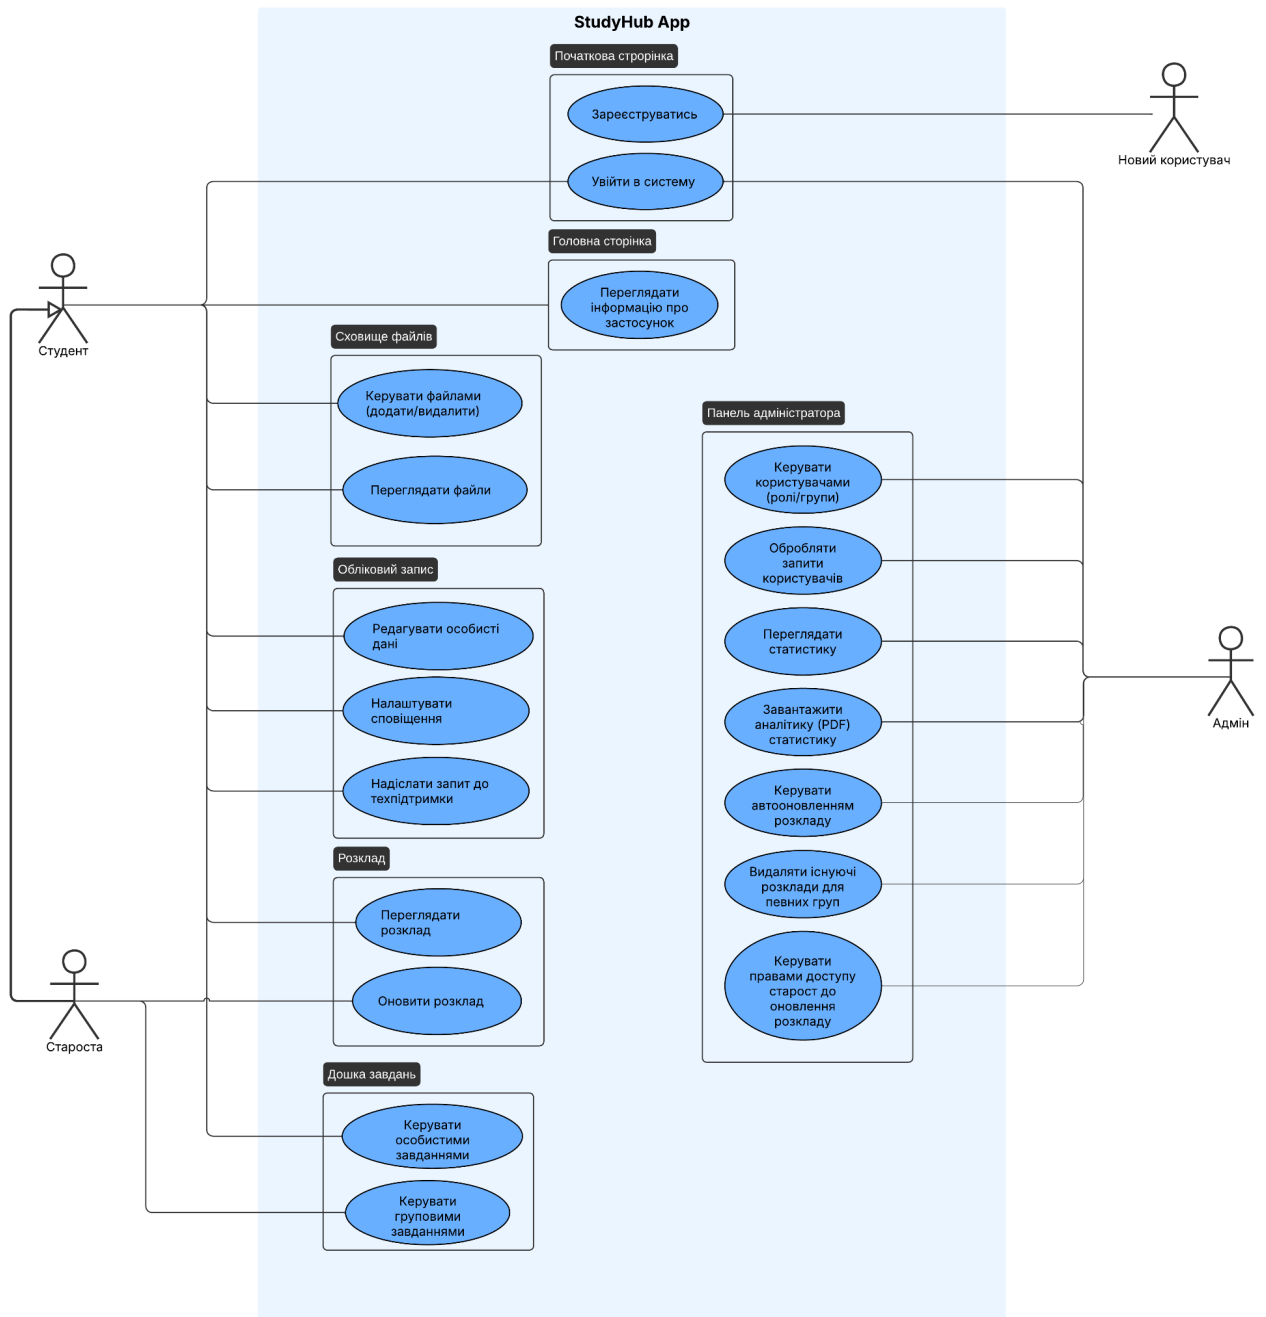 StudyHub App
Початкова строрінка
Зареєструватись
Новий користувач
Увійти в систему
Головна сторінка
Переглядати
інформацію про
застосунок
Студент
Сховище файлів
Керувати файлами
(додати/видалити)
Переглядати файли
Панель адміністратора
Керувати
користувачами
(ролі/групи)
Обробляти
запити
користувачів
Переглядати
статистику
Завантажити
аналітику (PDF)
статистику
Керувати
автооновленням
розкладу
Видаляти існуючі
розклади для
певних груп
Керувати
правами доступу
старост до
оновлення
розкладу
Адмін
Обліковий запис
Редагувати особисті
дані
Налаштувати
сповіщення
Надіслати запит до
техпідтримки
Розклад
Переглядати
розклад
Оновити розклад
Староста
Дошка завдань
Керувати
особистими
завданнями
Керувати
груповими
завданнями